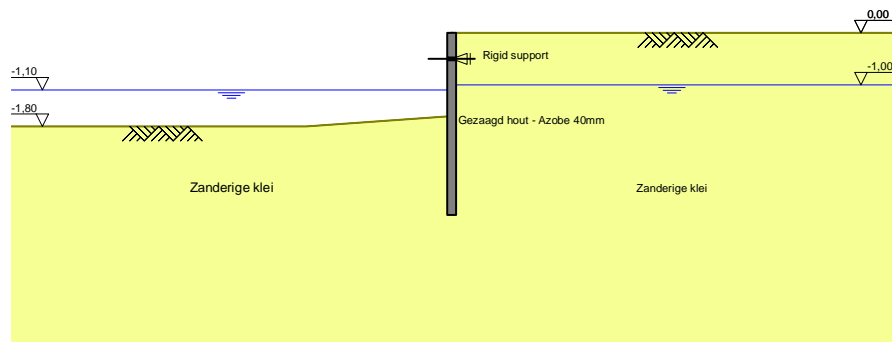 0,00
Rigid support
-1,10
-1,00
-1,80
Gezaagd hout - Azobe 40mm
Zanderige klei
Zanderige klei